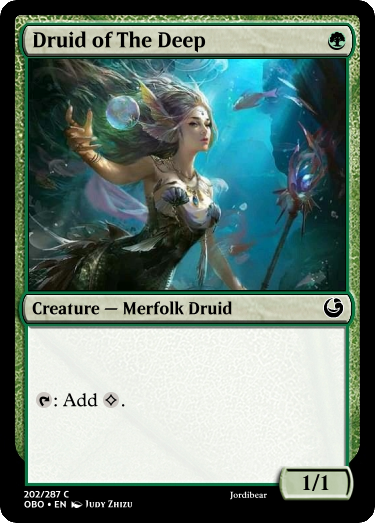 Druid of The Deep
Creature — Merfolk Druid
: Add .
1/1
202/287 C
OBO • EN Judy Zhizu
Jordibear